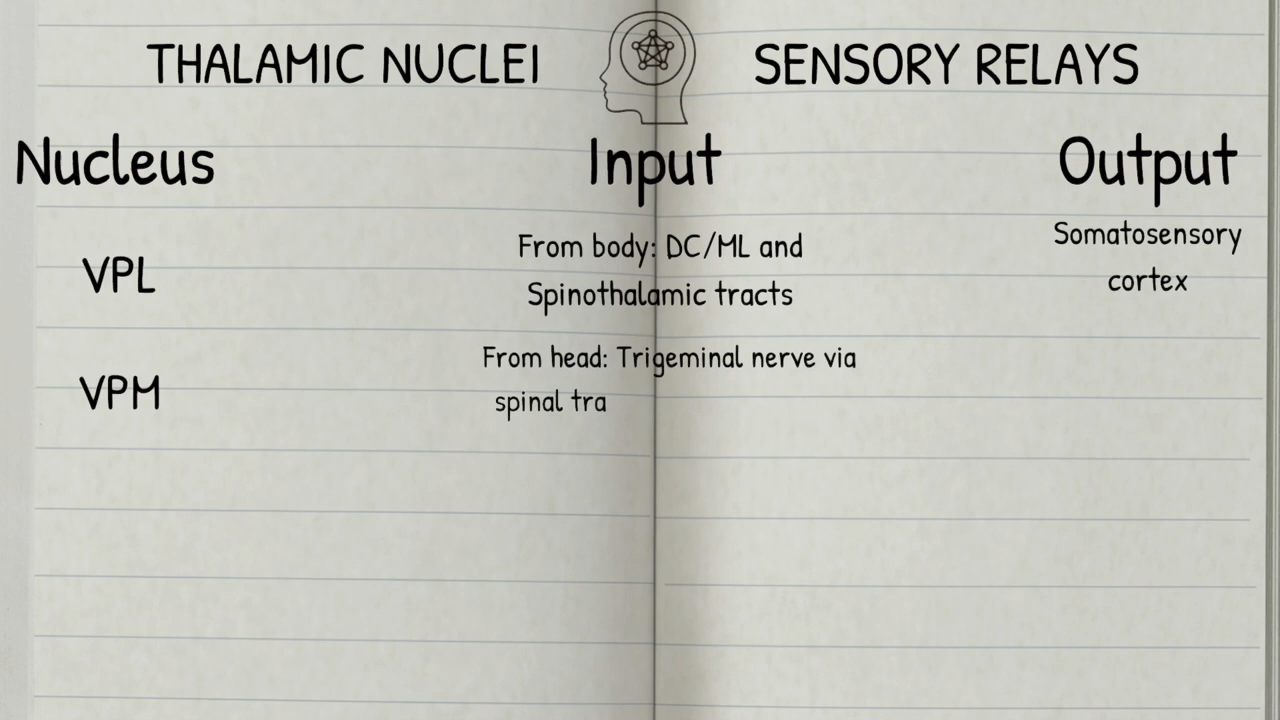 THALAMIC NUCLEI
SENSORY RELAYS
Nucleus Input Output
VPL
From body: DC/ML and
Spinothalamic tracts
Somatosensory
cortex
VPM
From head: Trigeminal nerve via
spinal tra